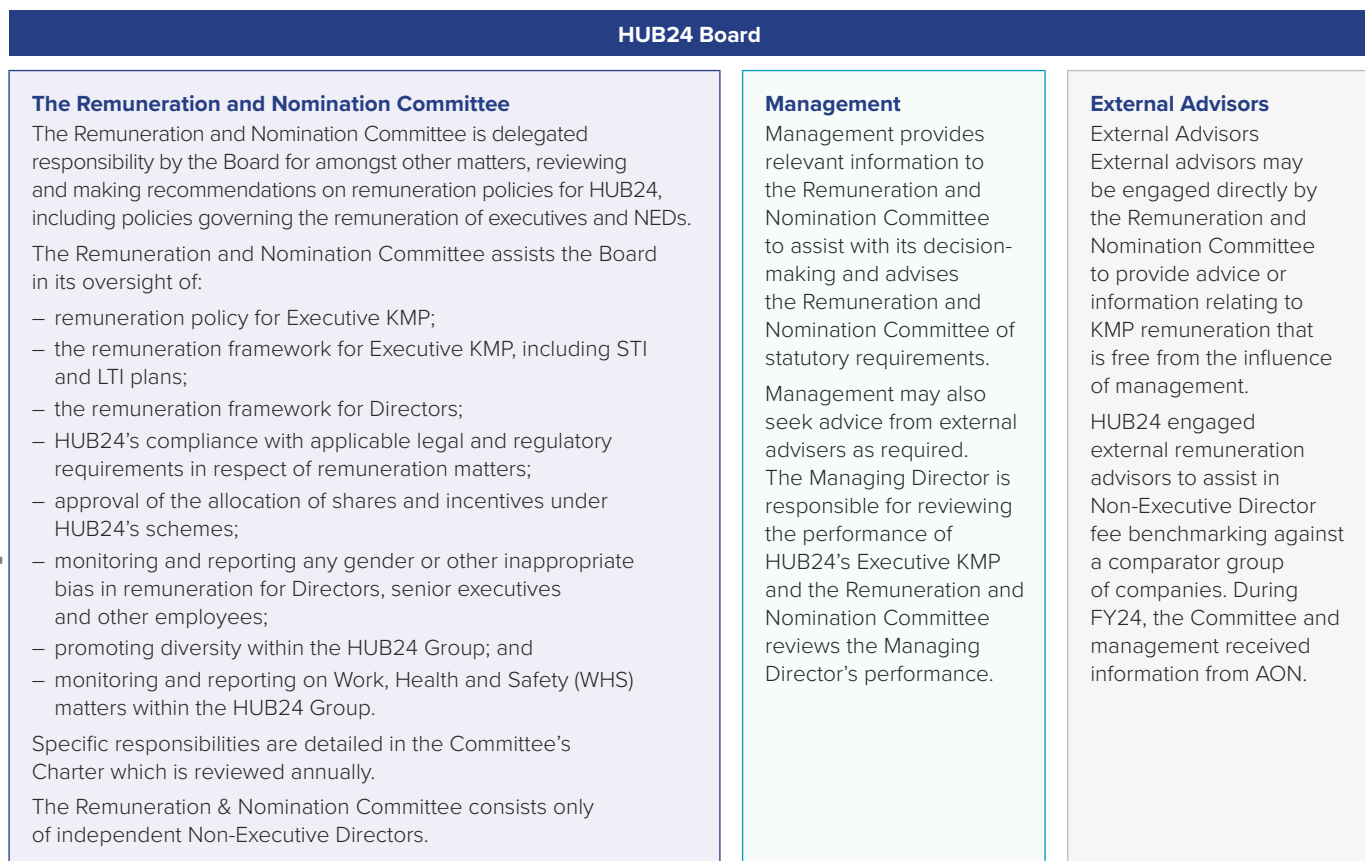 HUB24 Board
The Remuneration and Nomination Committee
The Remuneration and Nomination Committee is delegated
responsibility by the Board for amongst other matters, reviewing
and making recommendations on remuneration policies for HUB24,
including policies governing the remuneration of executives and NEDs.
The Remuneration and Nomination Committee assists the Board
in its oversight of:
– remuneration policy for Executive KMP;
– the remuneration framework for Executive KMP, including STI
and LTI plans;
– the remuneration framework for Directors;
– HUB24’s compliance with applicable legal and regulatory
requirements in respect of remuneration matters;
– approval of the allocation of shares and incentives under
HUB24’s schemes;
– monitoring and reporting any gender or other inappropriate
bias in remuneration for Directors, senior executives
and other employees;
– promoting diversity within the HUB24 Group; and
– monitoring and reporting on Work, Health and Safety (WHS)
matters within the HUB24 Group.
Specific responsibilities are detailed in the Committee’s
Charter which is reviewed annually.
The Remuneration & Nomination Committee consists only
of independent Non-Executive Directors.
Management
Management provides
relevant information to
the Remuneration and
Nomination Committee
to assist with its decision-
making and advises
the Remuneration and
Nomination Committee of
statutory requirements.
Management may also
seek advice from external
advisers as required.
The Managing Director is
responsible for reviewing
the performance of
HUB24’s Executive KMP
and the Remuneration and
Nomination Committee
reviews the Managing
Director’s performance.
External Advisors
External Advisors
External advisors may
be engaged directly by
the Remuneration and
Nomination Committee
to provide advice or
information relating to
KMP remuneration that
is free from the influence
of management.
HUB24 engaged
external remuneration
advisors to assist in
Non-Executive Director
fee benchmarking against
a comparator group
of companies. During
FY24, the Committee and
management received
information from AON.